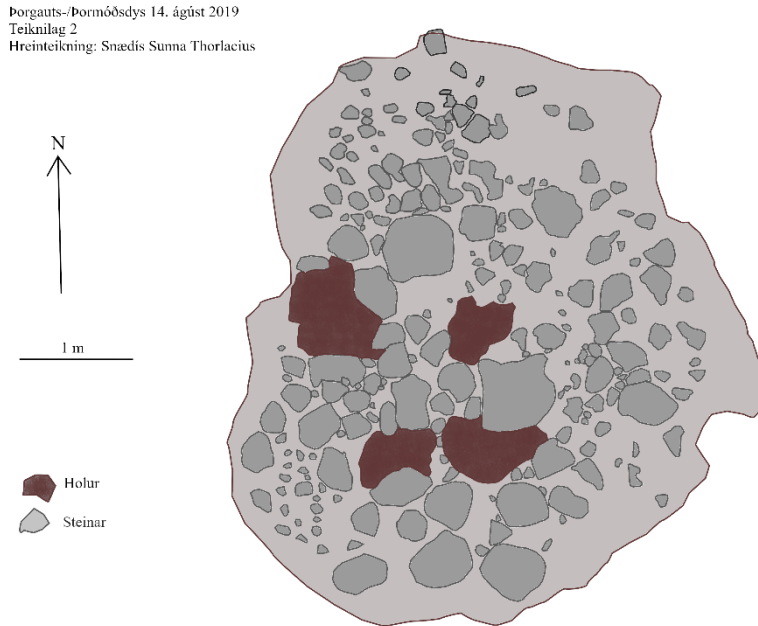 Þorgauts-/Þormóðsdys 14. ágúst 2019
Teiknilag 2
Hreinteikning: Snædís Sunna Thorlacius
N
1 m
Holur
Steinar